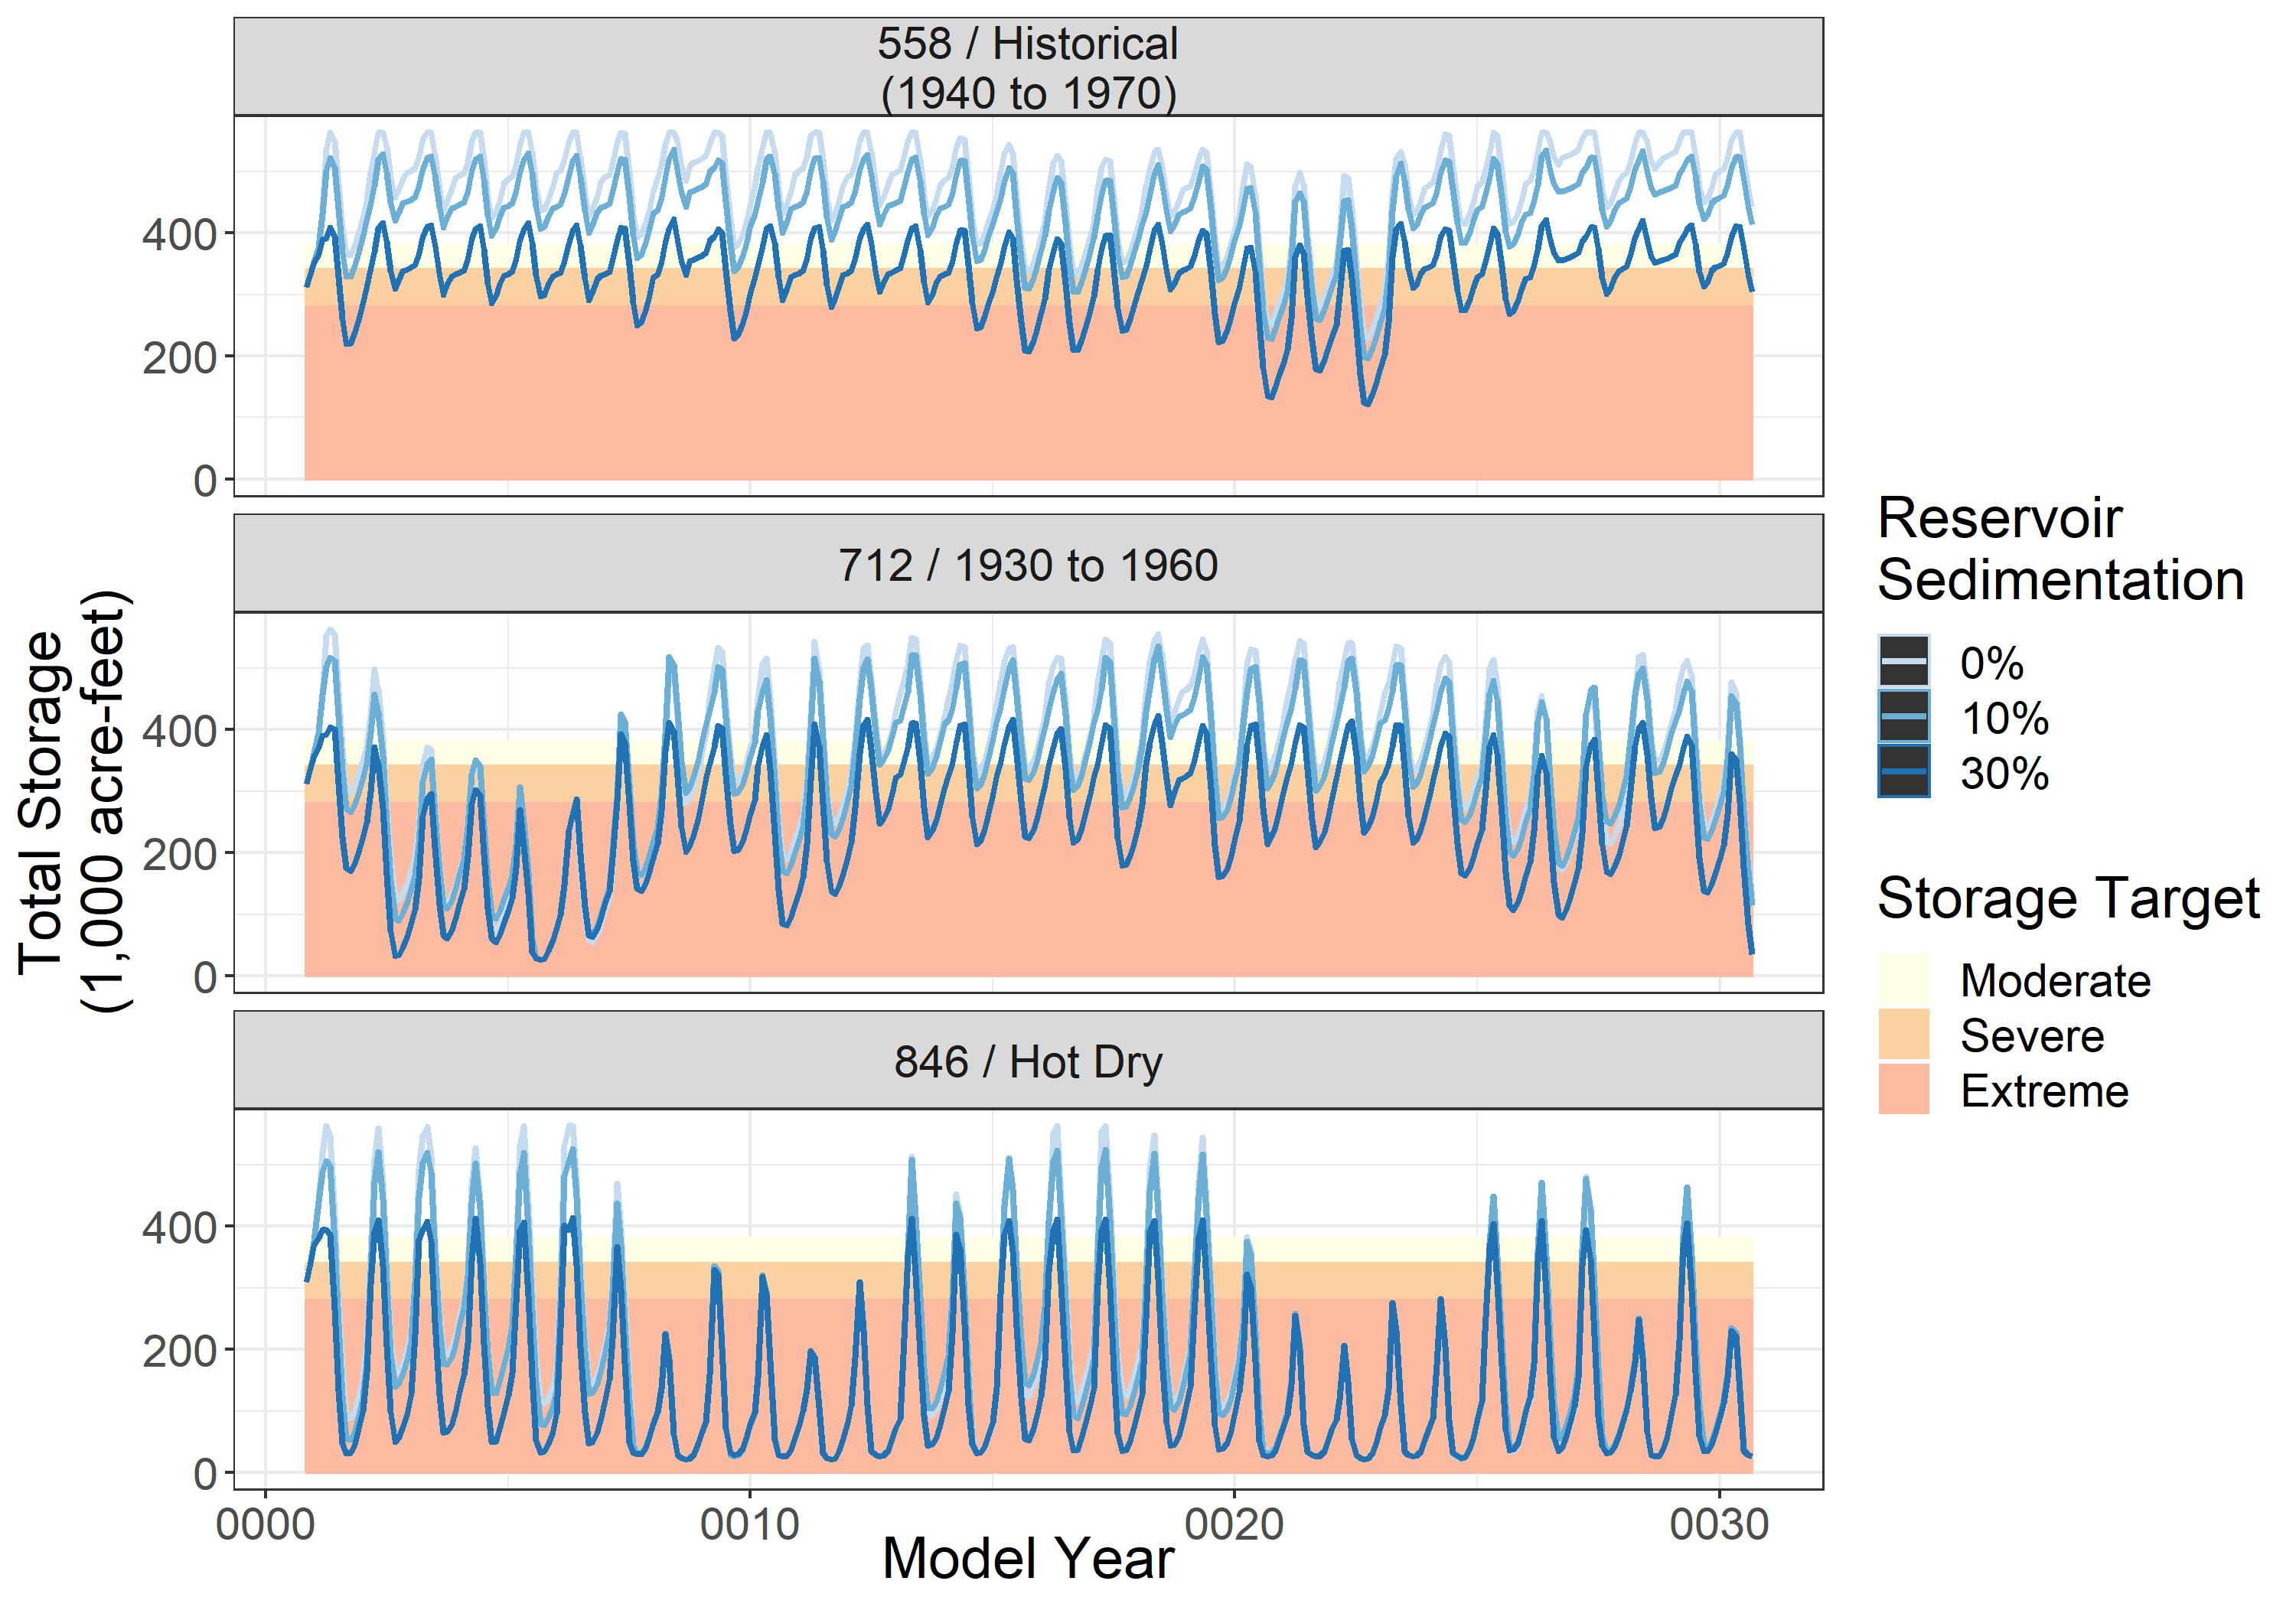 558 / Historical
(1940 to 1970)
400
200
0
712 / 1930 to 1960
400
200
0
846 / Hot Dry
400
200
0
0000
0010
0020
0030
Model Year
Total Storage
(1,000 acre-feet)
Reservoir
Sedimentation
0%
10%
30%
Storage Target
Moderate
Severe
Extreme